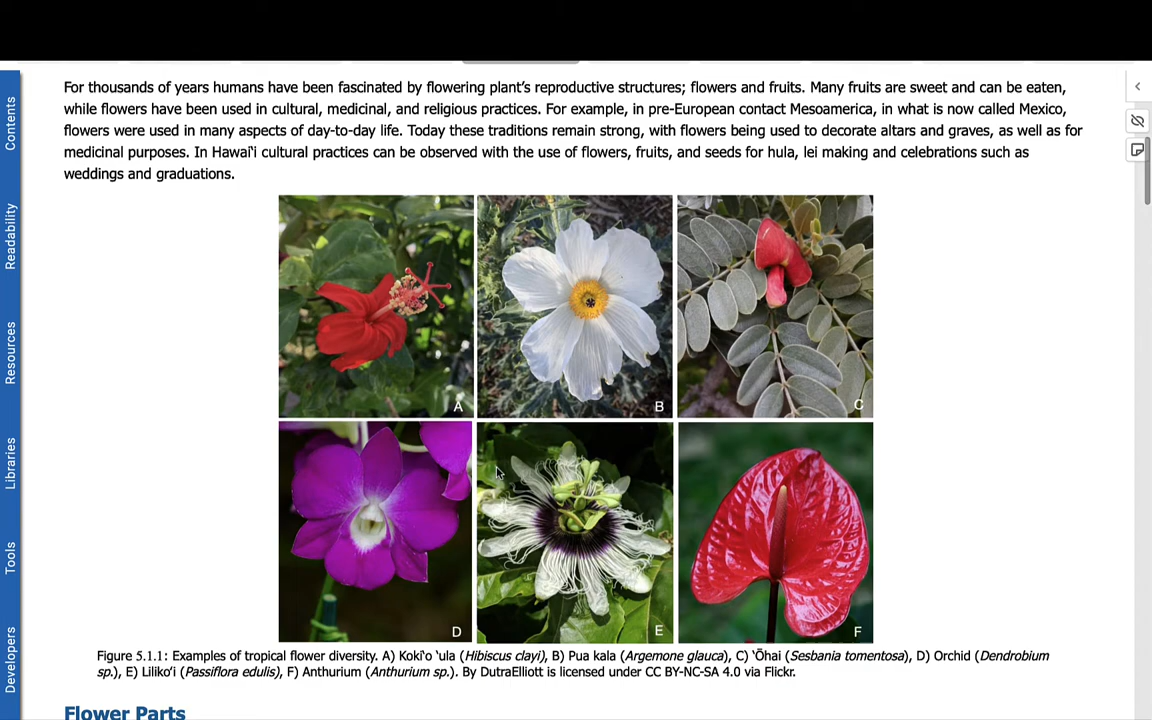 For thousands of years humans have been fascinated by flowering plant's reproductive structures; flowers and fruits. Many fruits are sweet and can be eaten,
while flowers have been used in cultural, medicinal, and religious practices. For example, in pre-European contact Mesoamerica, in what is now called Mexico,
flowers were used in many aspects of day-to-day life. Today these traditions remain strong, with flowers being used to decorate altars and graves, as well as for
medicinal purposes. In Hawai'i cultural practices can be observed with the use of flowers, fruits, and seeds for hula, lei making and celebrations such as
weddings and graduations.
A
B
C
D
E
F
Figure 5.1.1: Examples of tropical flower diversity. A) Koki'o 'ula (Hibiscus clayi), B) Pua kala (Argemone glauca), C) 'Ōhai (Sesbania tomentosa), D) Orchid (Dendrobium
sp.), E) Liliko'i (Passiflora edulis), F) Anthurium (Anthurium sp.). By DutraElliott is licensed under CC BY-NC-SA 4.0 via Flickr.
Flower Parts
Contents
Readability
Resources
Libraries
Tools
Developers